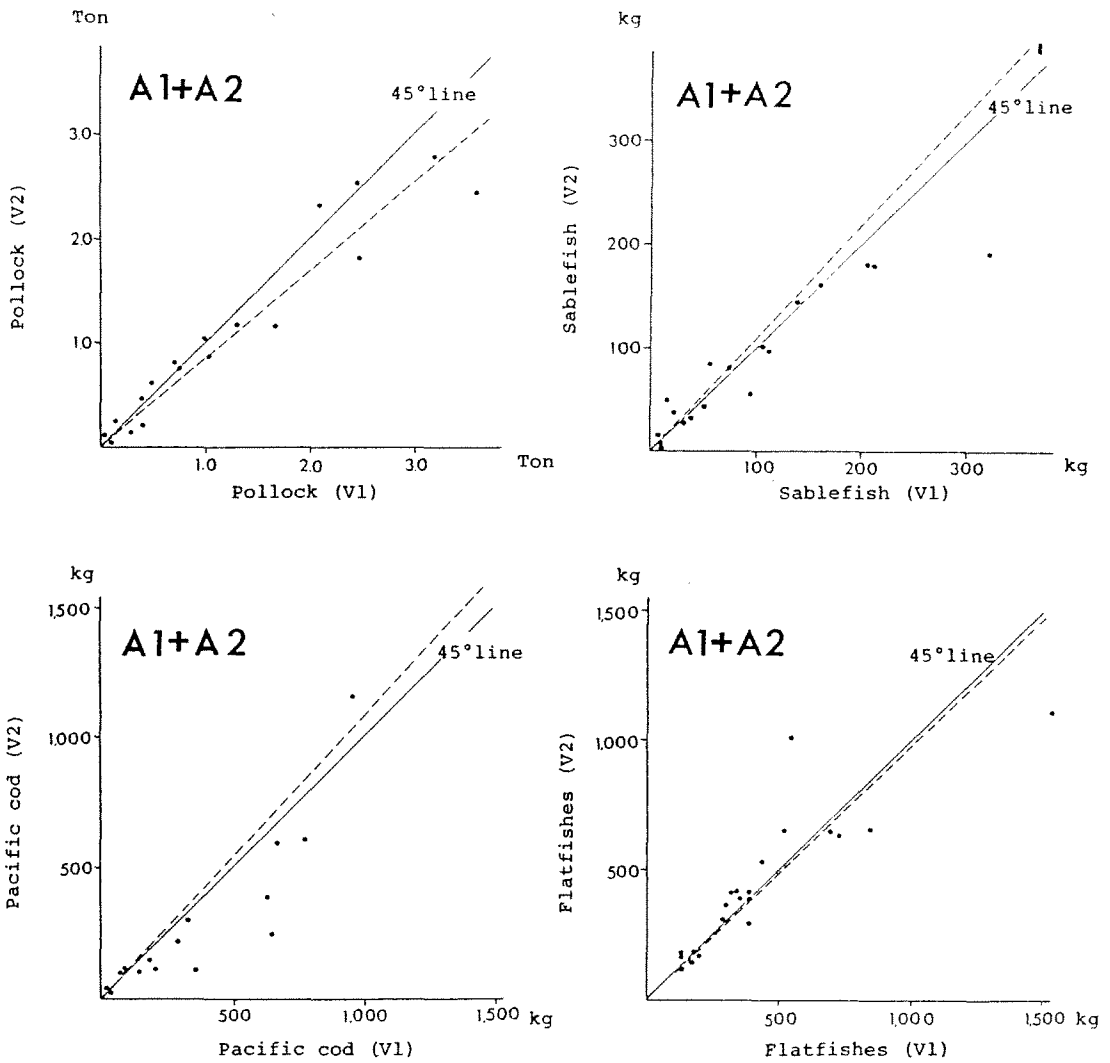 Ton
A1+A2
45°line
3.0
2.0
1.0
Pollock (V2)
1.0
2.0
3.0
Ton
Pollock (V1)
kg
A1+A2
45°line
300
200
100
Sablefish (V2)
100
200
300
kg
Sablefish (V1)
kg
1,500
A1+A2
45°line
1,000
500
Pacific cod (V2)
500
1,000
1,500
kg
Pacific cod (V1)
kg
1,500
A1+A2
45°line
1,000
500
Flatfishes (V2)
500
1,000
1,500
kg
Flatfishes (V1)